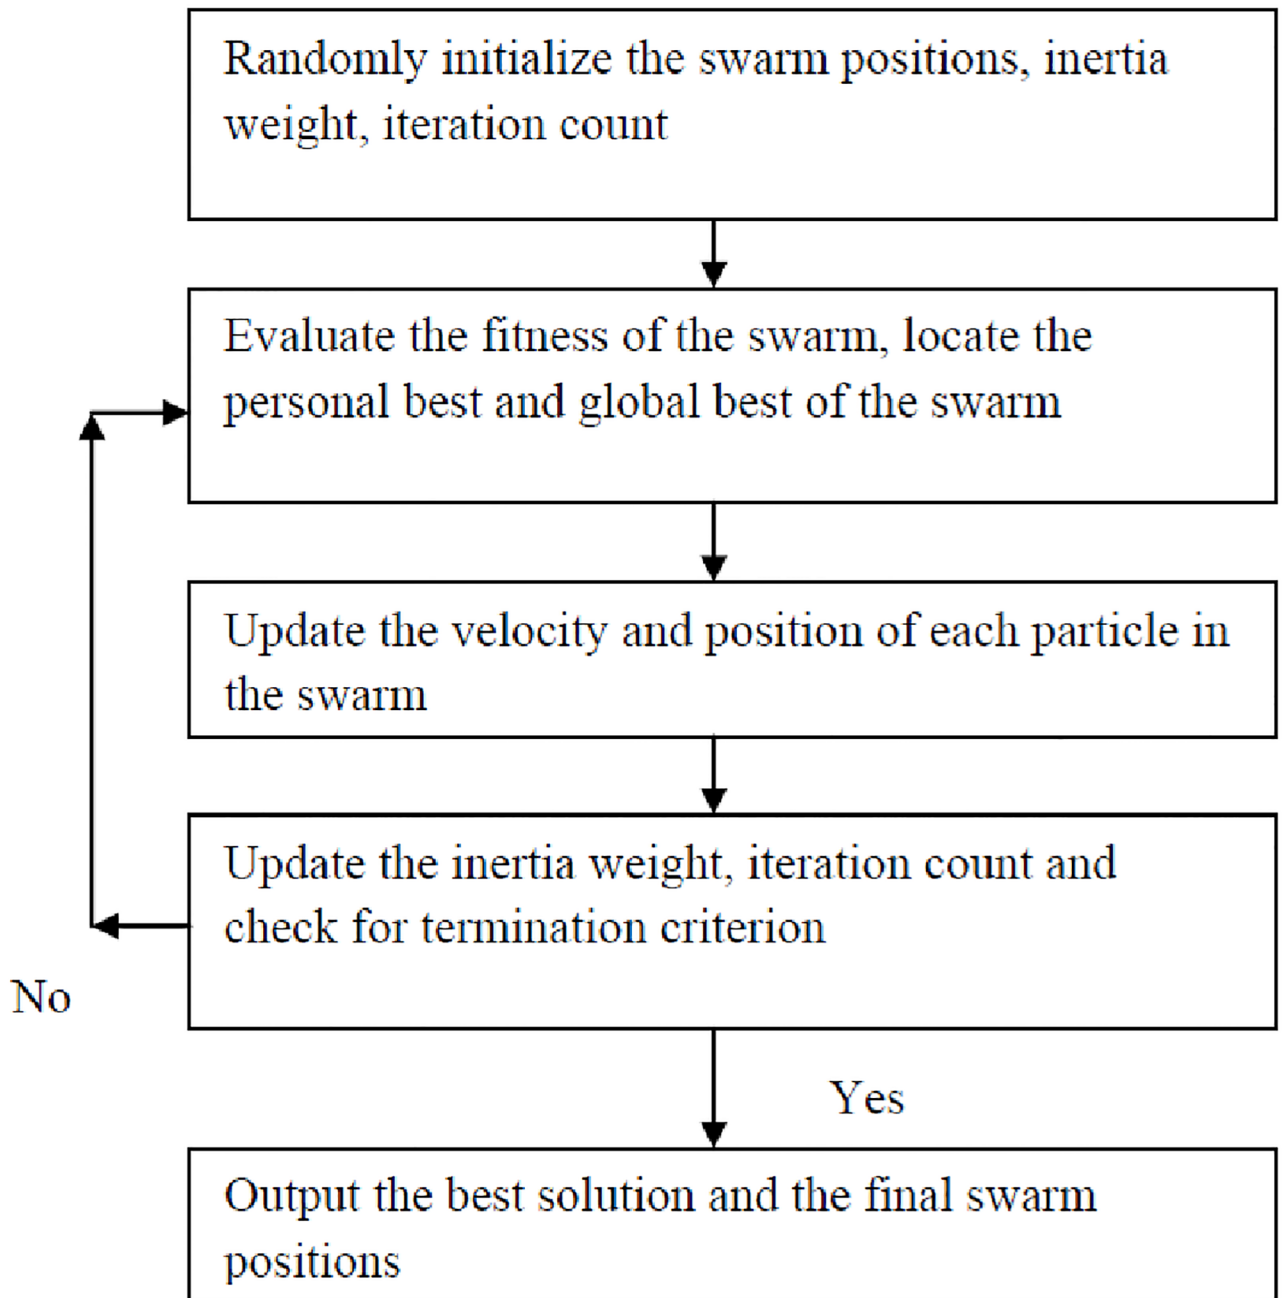 Randomly initialize the swarm positions, inertia
weight, iteration count
Evaluate the fitness of the swarm, locate the
personal best and global best of the swarm
Update the velocity and position of each particle in
the swarm
Update the inertia weight, iteration count and
check for termination criterion
No
Yes
Output the best solution and the final swarm
positions